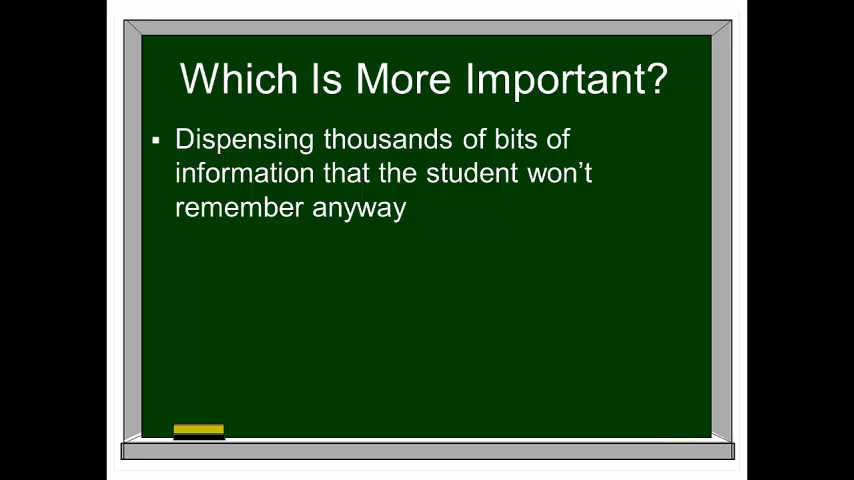 Which Is More Important?
▪ Dispensing thousands of bits of
information that the student won’t
remember anyway